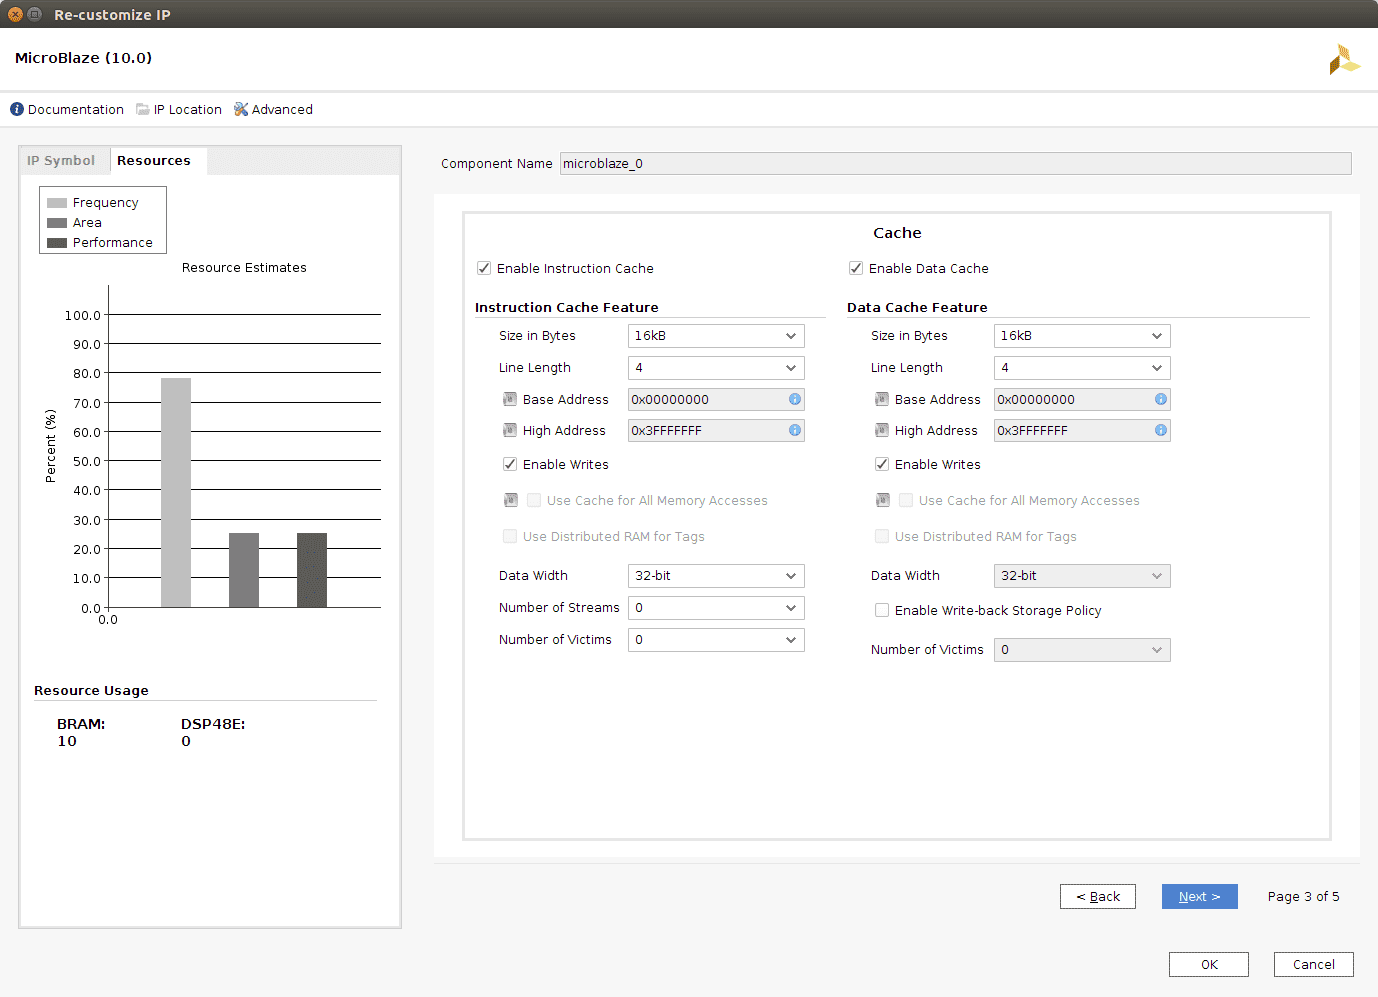 Re-customize IP
MicroBlaze (10.0)
Documentation IP Location Advanced
IP Symbol Resources
Frequency
Area
Performance
Resource Estimates
Percent (%)
100.0
90.0
80.0
70.0
60.0
50.0
40.0
30.0
20.0
10.0
0.0
0.0
Resource Usage
BRAM: DSP48E:
10 0
Component Name microblaze_0
Cache
Enable Instruction Cache
Instruction Cache Feature
Size in Bytes 16kB
Line Length 4
Base Address 0x00000000
High Address 0x3FFFFFFF
Enable Writes
Use Cache for All Memory Accesses
Use Distributed RAM for Tags
Data Width 32-bit
Number of Streams 0
Number of Victims 0
Enable Data Cache
Data Cache Feature
Size in Bytes 16kB
Line Length 4
Base Address 0x00000000
High Address 0x3FFFFFFF
Enable Writes
Use Cache for All Memory Accesses
Use Distributed RAM for Tags
Data Width 32-bit
Enable Write-back Storage Policy
Number of Victims 0
< Back Next > Page 3 of 5
OK Cancel